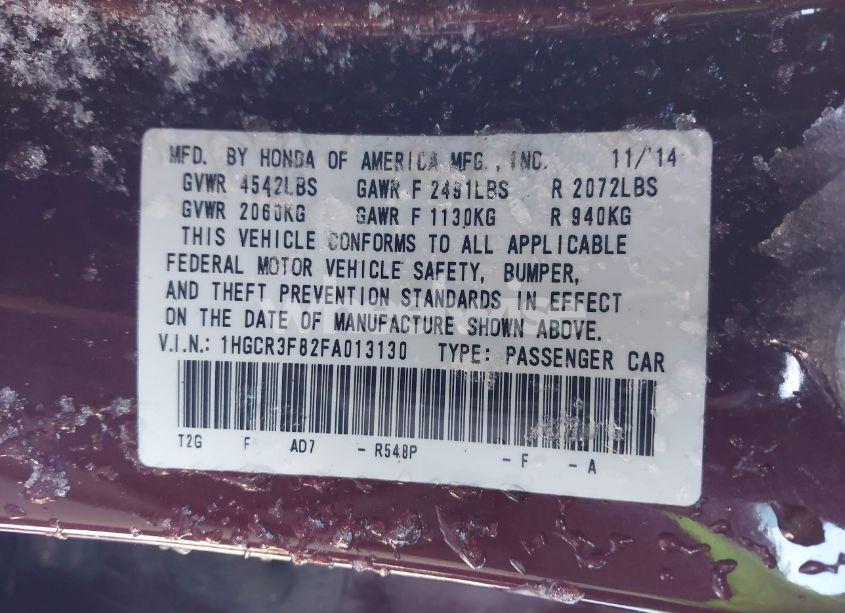 MFD. BY HONDA OF AMERICA MFG., INC. 11/'14
GVWR 4542LBS GAWR F 2491LBS R 2072LBS
GVWR 2060KG GAWR F 1130KG R 940KG
THIS VEHICLE CONFORMS TO ALL APPLICABLE
FEDERAL MOTOR VEHICLE SAFETY, BUMPER,
AND THEFT PREVENTION STANDARDS IN EFFECT
ON THE DATE OF MANUFACTURE SHOWN ABOVE.
V.I.N.: 1HGCR3F82FA013130 TYPE: PASSENGER CAR
T2G F AD7 - R548P - F - A